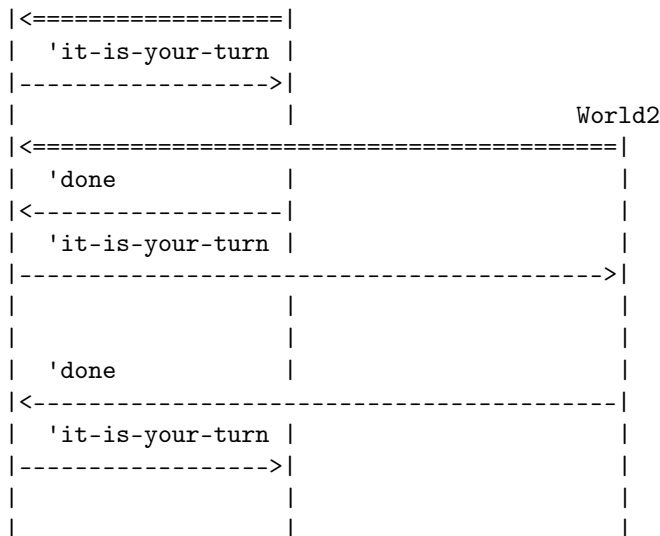 |<==================|
|  'it-is-your-turn |
|------------------>|
|                   |                    World2
|<==========================================|
|  'done            |                       |
|<------------------|                       |
|  'it-is-your-turn |                       |
|------------------------------------------>|
|                   |                       |
|                   |                       |
|  'done            |                       |
|<------------------------------------------|
|  'it-is-your-turn |                       |
|------------------>|                       |
|                   |                       |
|                   |                       |